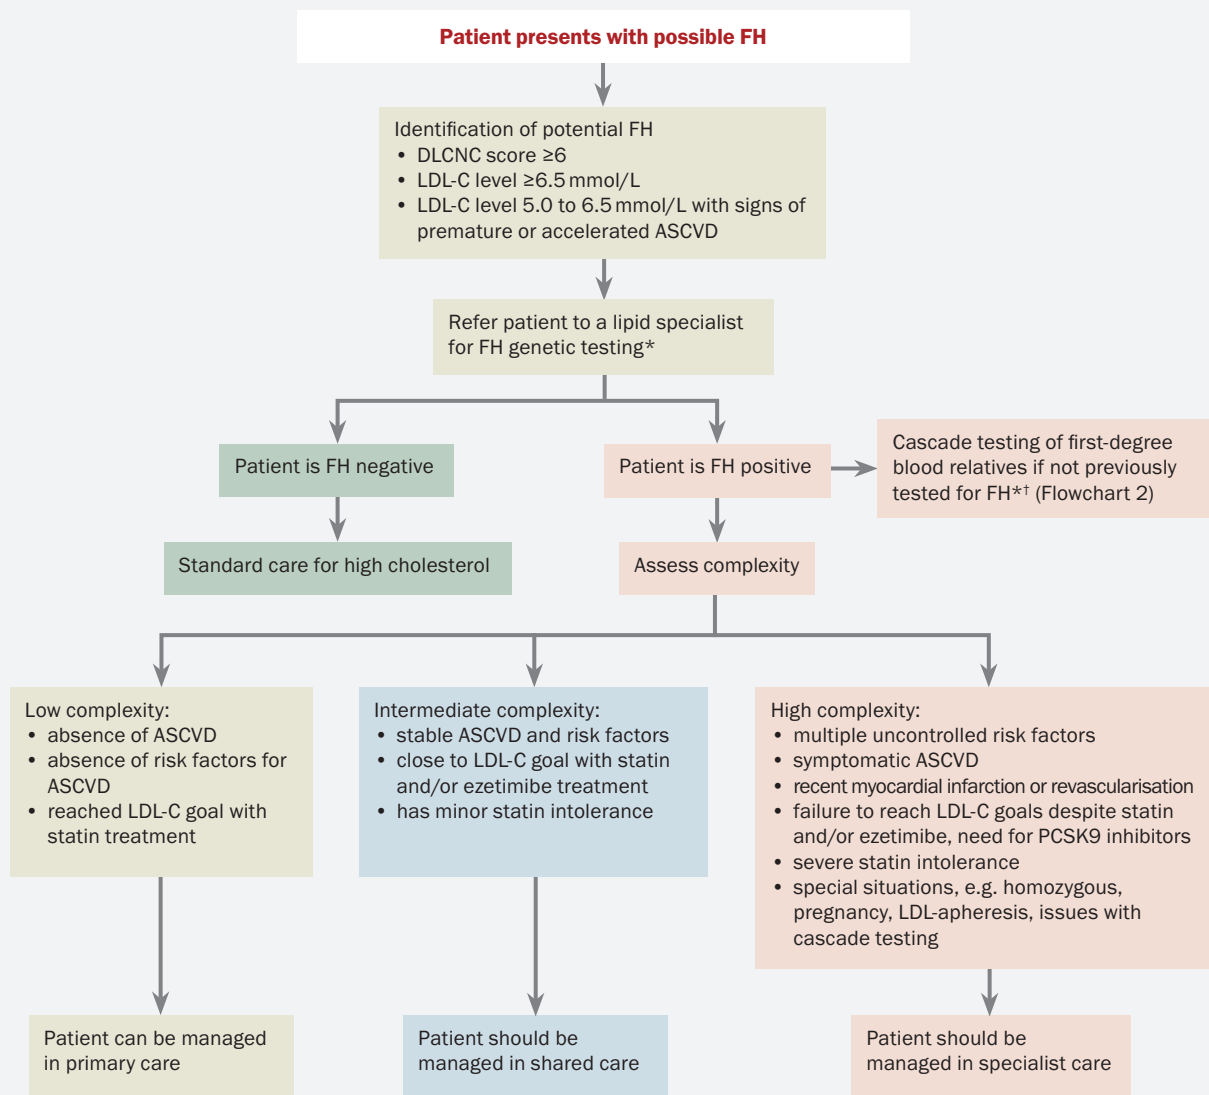 Patient presents with possible FH
Identification of potential FH
• DLCNC score ≥6
• LDL-C level ≥6.5 mmol/L
• LDL-C level 5.0 to 6.5 mmol/L with signs of
premature or accelerated ASCVD
Refer patient to a lipid specialist
for FH genetic testing*
Patient is FH negative
Patient is FH positive
Cascade testing of first-degree
blood relatives if not previously
tested for FH*† (Flowchart 2)
Standard care for high cholesterol
Assess complexity
Low complexity:
• absence of ASCVD
• absence of risk factors for
ASCVD
• reached LDL-C goal with
statin treatment
Intermediate complexity:
• stable ASCVD and risk factors
• close to LDL-C goal with statin
and/or ezetimibe treatment
• has minor statin intolerance
High complexity:
• multiple uncontrolled risk factors
• symptomatic ASCVD
• recent myocardial infarction or revascularisation
• failure to reach LDL-C goals despite statin
and/or ezetimibe, need for PCSK9 inhibitors
• severe statin intolerance
• special situations, e.g. homozygous,
pregnancy, LDL-apheresis, issues with
cascade testing
Patient can be managed
in primary care
Patient should be
managed in shared care
Patient should be
managed in specialist care